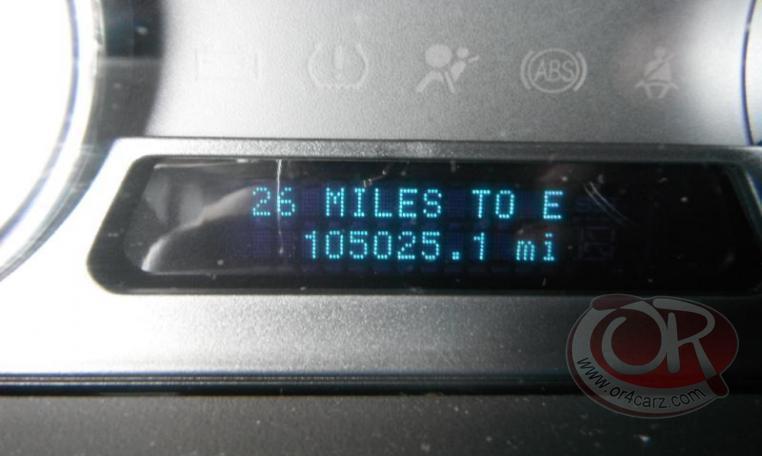 ABS
26 MILES TO E
105025.1 mi
OR
www.or4carz.com